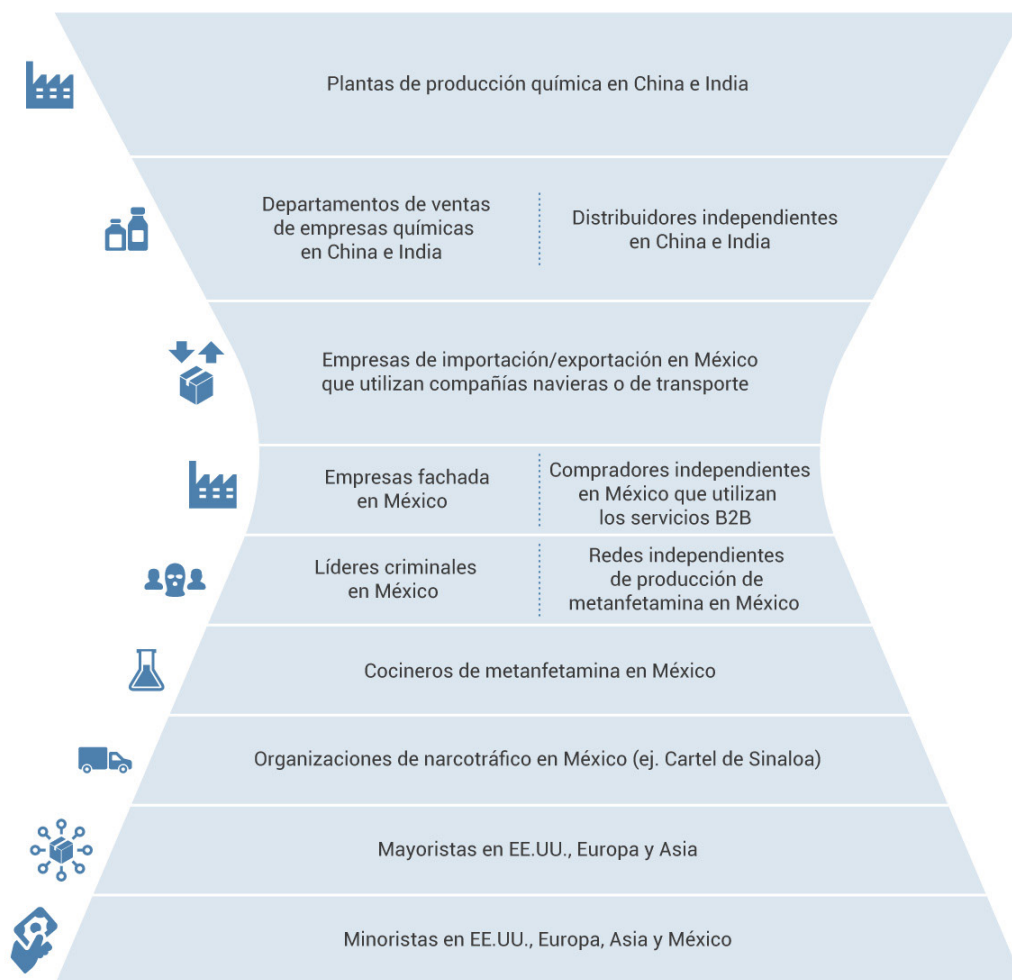 Plantas de producción química en China e India
Departamentos de ventas
de empresas químicas
en China e India
Distribuidores independientes
en China e India
Empresas de importación/exportación en México
que utilizan compañías navieras o de transporte
Empresas fachada
en México
Compradores independientes
en México que utilizan
los servicios B2B
Líderes criminales
en México
Redes independientes
de producción de
metanfetamina en México
Cocineros de metanfetamina en México
Organizaciones de narcotráfico en México (ej. Cartel de Sinaloa)
Mayoristas en EE.UU., Europa y Asia
Minoristas en EE.UU., Europa, Asia y México